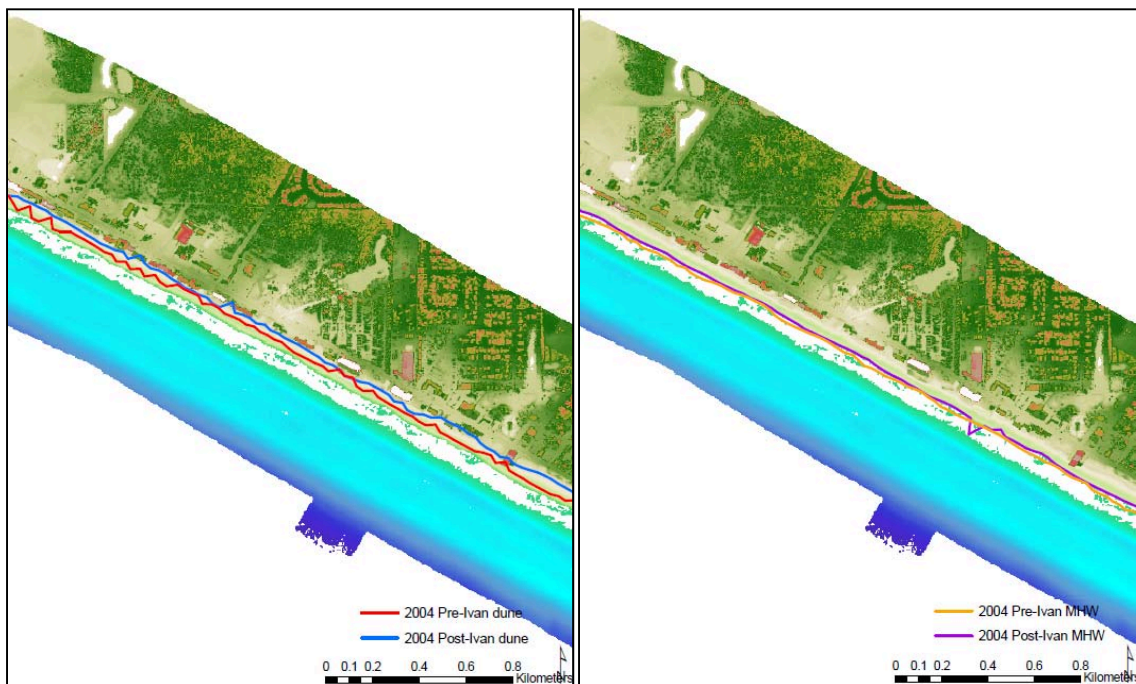 2004 Pre-Ivan dune
2004 Post-Ivan dune
0 0.1 0.2 0.4 0.6 0.8
Kilometers
N
2004 Pre-Ivan MHW
2004 Post-Ivan MHW
0 0.1 0.2 0.4 0.6 0.8
Kilometers
N